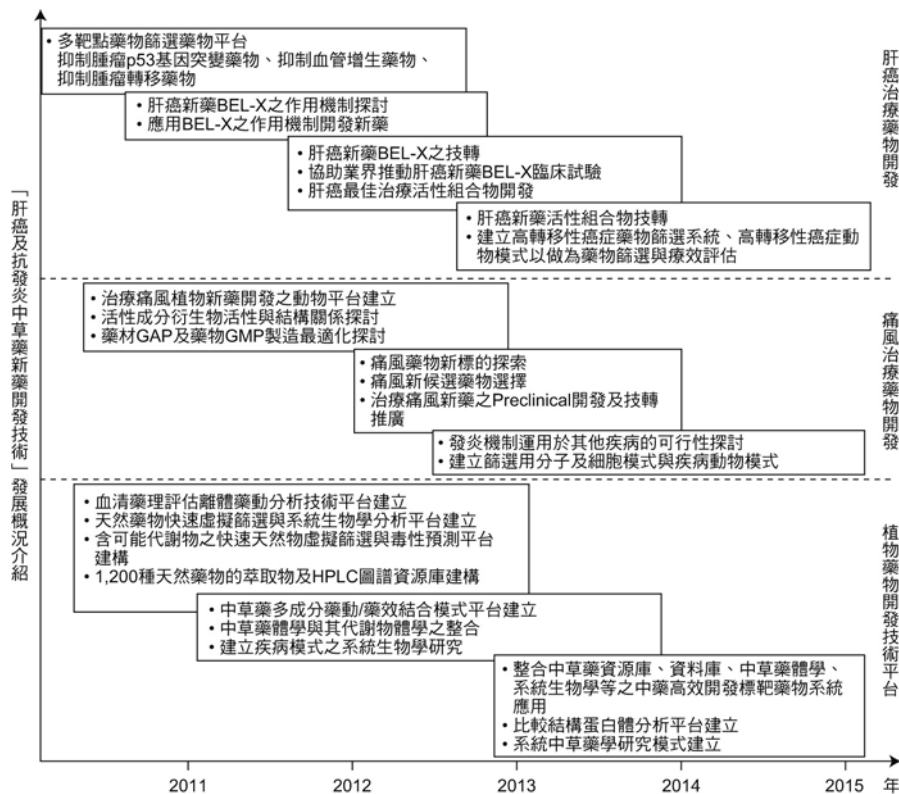 • 多靶點藥物篩選藥物平台
抑制腫瘤p53基因突變藥物、抑制血管增生藥物、
抑制腫瘤轉移藥物
• 肝癌新藥BEL-X之作用機制探討
• 應用BEL-X之作用機制開發新藥
• 肝癌新藥BEL-X之技轉
• 協助業界推動肝癌新藥BEL-X臨床試驗
• 肝癌最佳治療活性組合物開發
• 肝癌新藥活性組合物技轉
• 建立高轉移性癌症藥物篩選系統、高轉移性癌症動
物模式以做為藥物篩選與療效評估
肝癌治療藥物開發
「肝癌及抗發炎中草藥新藥開發技術」發展概況介紹
• 治療痛風植物新藥開發之動物平台建立
• 活性成分衍生物活性與結構關係探討
• 藥材GAP及藥物GMP製造最適化探討
• 痛風藥物新標的探索
• 痛風新候選藥物選擇
• 治療痛風新藥之Preclinical開發及技轉
推廣
• 發炎機制運用於其他疾病的可行性探討
• 建立篩選用分子及細胞模式與疾病動物模式
痛風治療藥物開發
• 血清藥理評估離體藥動分析技術平台建立
• 天然藥物快速虛擬篩選與系統生物學分析平台建立
• 含可能代謝物之快速天然物虛擬篩選與毒性預測平台
建構
• 1,200種天然藥物的萃取物及HPLC圖譜資源庫建構
• 中草藥多成分藥動/藥效結合模式平台建立
• 中草藥體學與其代謝物體學之整合
• 建立疾病模式之系統生物學研究
• 整合中草藥資源庫、資料庫、中草藥體學、
系統生物學等之中藥高效開發標靶藥物系統
應用
• 比較結構蛋白體分析平台建立
• 系統中草藥學研究模式建立
植物藥物開發技術平台
2011 2012 2013 2014 2015 年